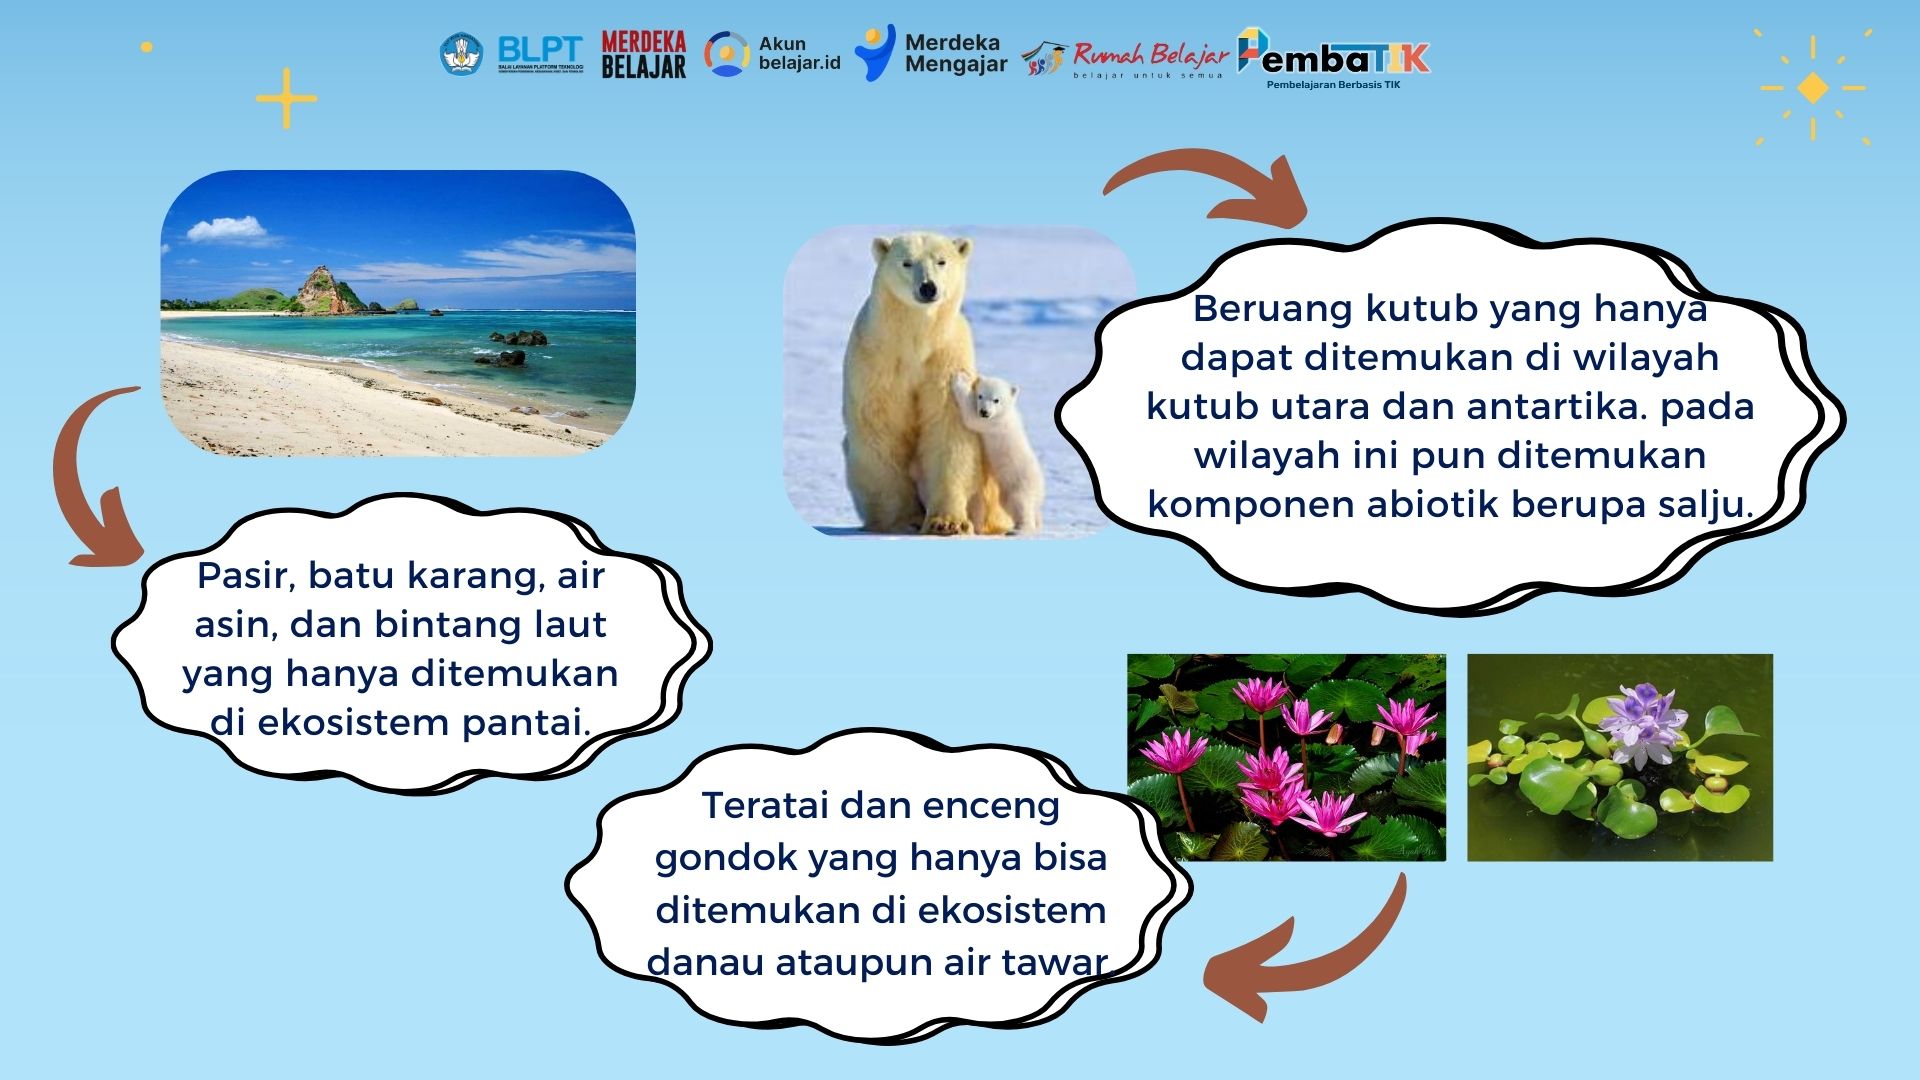 BLPT
BALAI LAYANAN PLATFORM TEKNOLOGI
MERDEKA
BELAJAR
Akun
belajar.id
Merdeka
Mengajar
Rumah Belajar
belajar untuk semua
PembaTIK
Pembelajaran Berbasis TIK
Beruang kutub yang hanya
dapat ditemukan di wilayah
kutub utara dan antartika. pada
wilayah ini pun ditemukan
komponen abiotik berupa salju.
Pasir, batu karang, air
asin, dan bintang laut
yang hanya ditemukan
di ekosistem pantai.
Teratai dan enceng
gondok yang hanya bisa
ditemukan di ekosistem
danau ataupun air tawar.